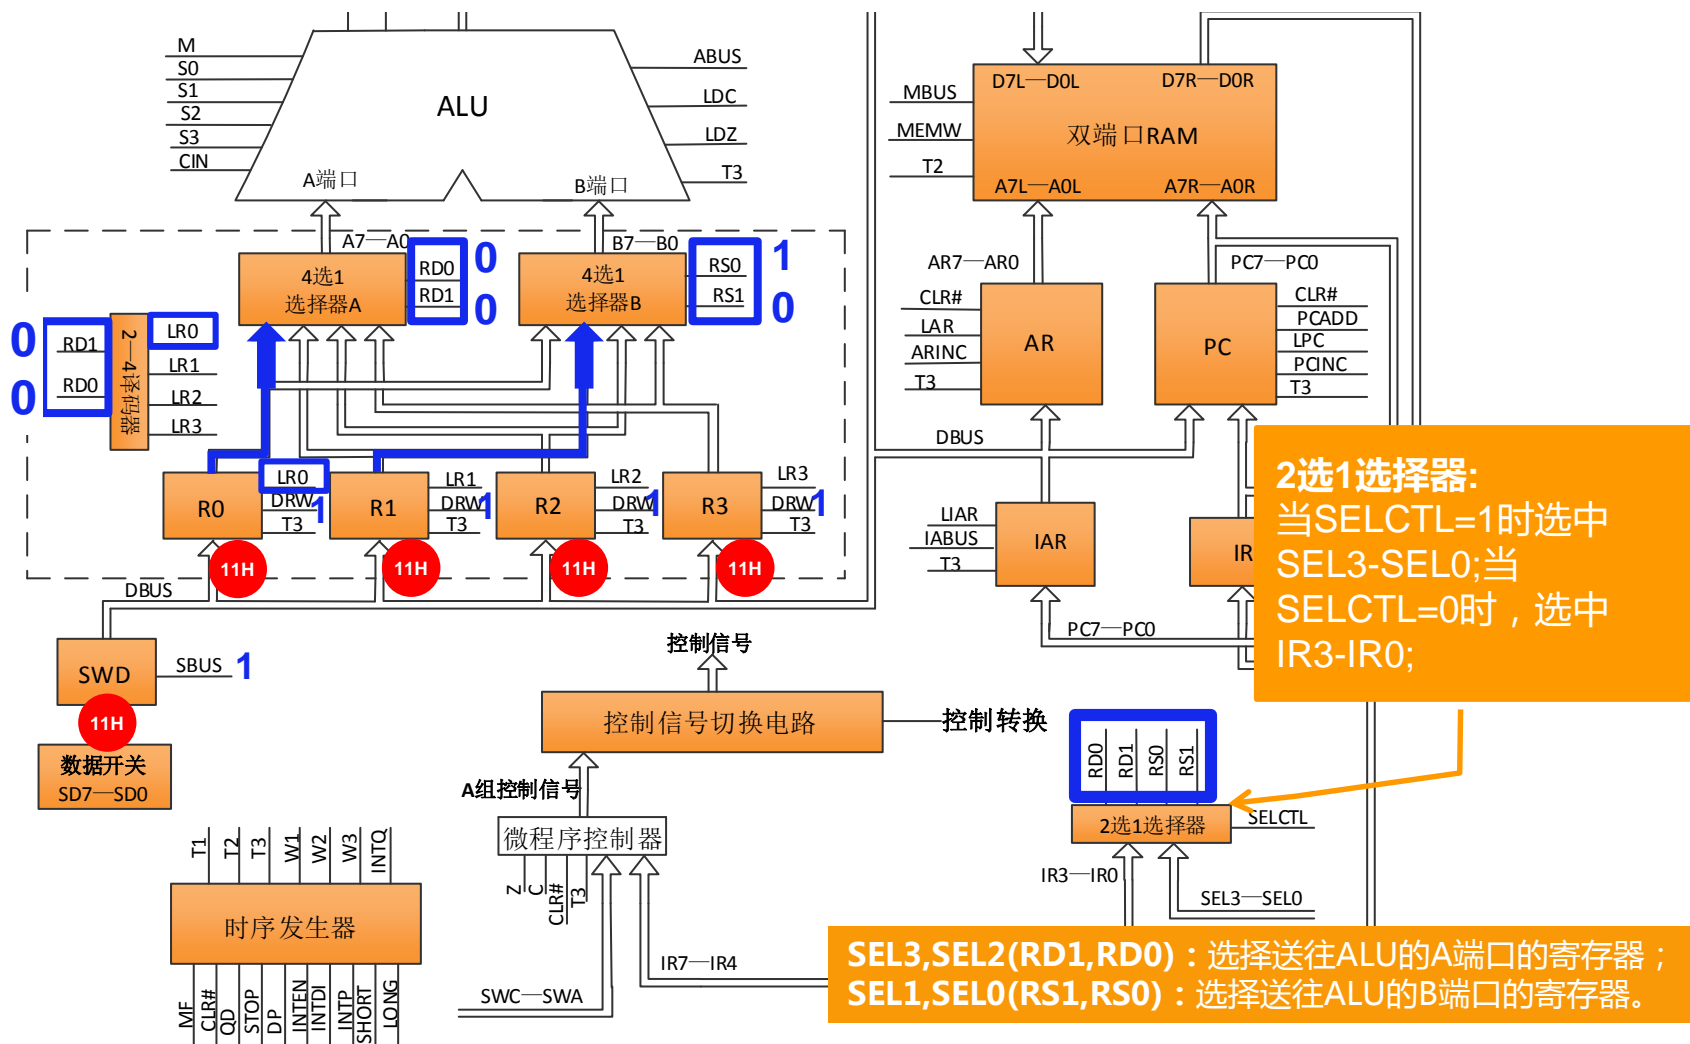 M
S0
S1
S2
S3
CIN
ALU
ABUS
LDC
LDZ
T3
A端口
B端口
A7—A0
B7—B0
4选1
选择器A
RD0
RD1
0
0
4选1
选择器B
RS0
RS1
1
0
0
0
RD1
RD0
2—4译码器
LR0
LR1
LR2
LR3
R0
LR0
DRW
1
T3
R1
LR1
DRW
1
T3
R2
LR2
DRW
1
T3
R3
LR3
DRW
1
T3
11H
11H
11H
11H
DBUS
SWD
SBUS
1
11H
数据开关
SD7—SD0
MBUS
MEMW
T2
D7L—D0L
D7R—D0R
双端口RAM
A7L—A0L
A7R—A0R
AR7—AR0
PC7—PC0
CLR#
LAR
ARINC
T3
AR
PC
CLR#
PCADD
LPC
PCINC
T3
DBUS
LIAR
IABUS
T3
IAR
IR
PC7—PC0
2选1选择器:
当SELCTL=1时选中
SEL3-SEL0;当
SELCTL=0时，选中
IR3-IR0;
控制信号
控制信号切换电路
控制转换
A组控制信号
微程序控制器
Z
C
CLR#
T3
SWC—SWA
IR7—IR4
RD0
RD1
RS0
RS1
2选1选择器
SELCTL
IR3—IR0
SEL3—SEL0
T1
T2
T3
W1
W2
W3
INTQ
时序发生器
MF
CLR#
QD
STOP
DP
INTEN
INTDI
INTP
SHORT
LONG
SEL3,SEL2(RD1,RD0)：选择送往ALU的A端口的寄存器；
SEL1,SEL0(RS1,RS0)：选择送往ALU的B端口的寄存器。